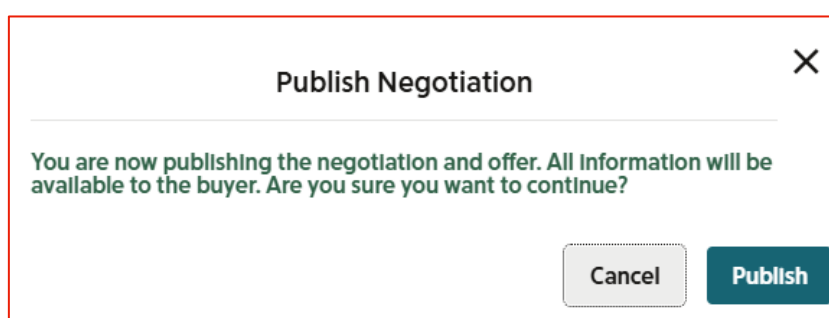 Publish Negotiation
You are now publishing the negotiation and offer. All information will be
available to the buyer. Are you sure you want to continue?
Cancel
Publish